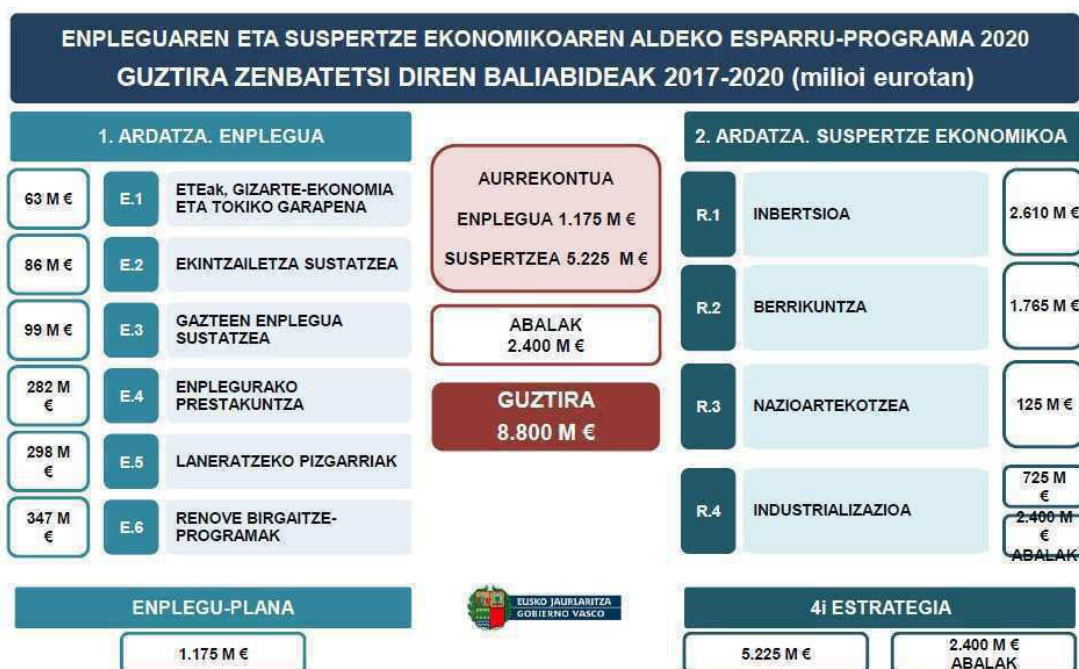 ENPLEGUAREN ETA SUSPERTZE EKONOMIKOAREN ALDEKO ESPARRU-PROGRAMA 2020
GUZTIRA ZENBATETSI DIREN BALIABIDEAK 2017-2020 (milioi eurotan)
1. ARDATZA. ENPLEGUA
63 M €
E.1
ETEak, GIZARTE-EKONOMIA
ETA TOKIKO GARAPENA
86 M €
E.2
EKINTZAILETZA SUSTATZEA
99 M €
E.3
GAZTEEN ENPLEGUA
SUSTATZEA
282 M
€
E.4
ENPLEGURAKO
PRESTAKUNTZA
298 M
€
E.5
LANERATZEKO PIZGARRIAK
347 M
€
E.6
RENOVE BIRGAITZE-
PROGRAMAK
ENPLEGU-PLANA
1.175 M €
AURREKONTUA
ENPLEGUA 1.175 M €
SUSPERTZEA 5.225 M €
ABALAK
2.400 M €
GUZTIRA
8.800 M €
EUSKO JAURLARITZA
GOBIERNO VASCO
2. ARDATZA. SUSPERTZE EKONOMIKOA
R.1
INBERTSIOA
2.610 M €
R.2
BERRIKUNTZA
1.765 M €
R.3
NAZIOARTEKOTZEA
125 M €
R.4
INDUSTRIALIZAZIOA
725 M
€
2.400 M
€
ABALAK
4i ESTRATEGIA
5.225 M €
2.400 M €
ABALAK